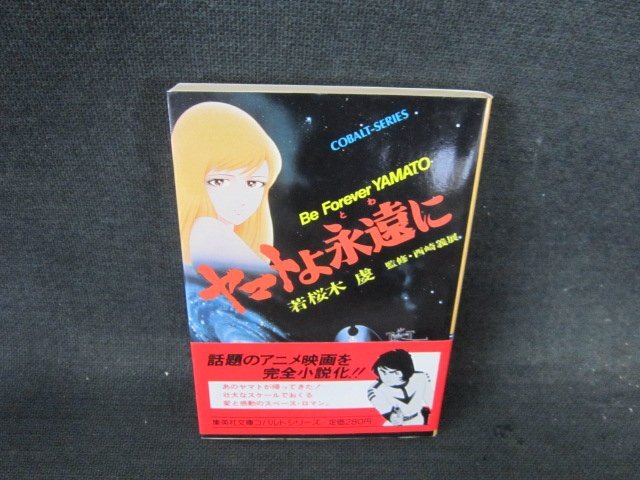 COBALT-SERIES
Be Forever YAMATO
とわ
ヤマトよ永遠に
若桜木 虔 監修・西崎義展
話題のアニメ映画を
完全小説化!!
あのヤマトが帰ってきた!
壮大なスケールでおくる
愛と感動のスペース・ロマン。
集英社文庫コバルトシリーズ 定価280円